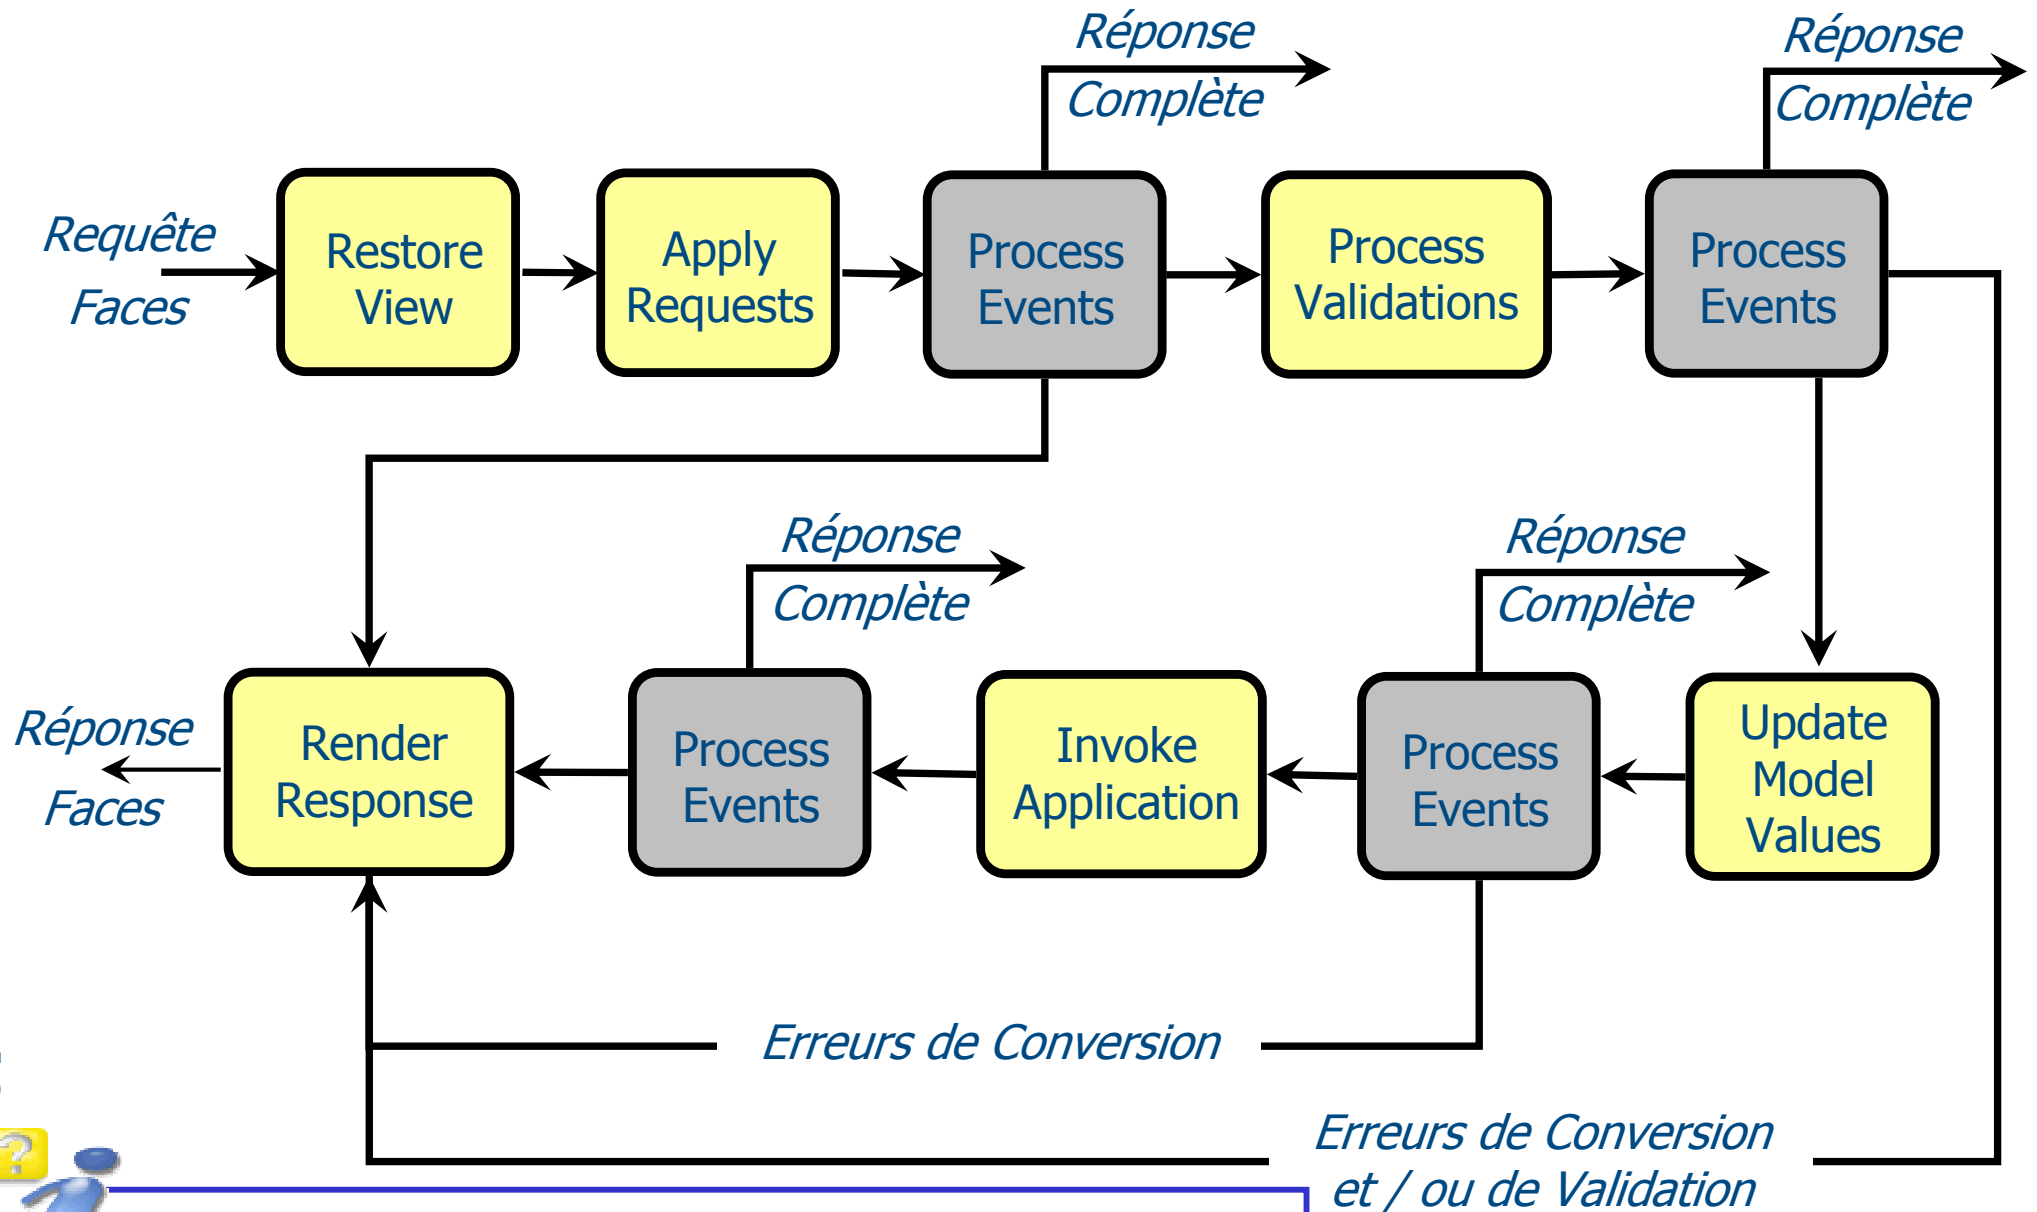 Réponse
Complète
Réponse
Complète
Requête
Faces
Restore
View
Apply
Requests
Process
Events
Process
Validations
Process
Events
Réponse
Complète
Réponse
Complète
Réponse
Faces
Render
Response
Process
Events
Invoke
Application
Process
Events
Update
Model
Values
Erreurs de Conversion
Erreurs de Conversion
et / ou de Validation
?